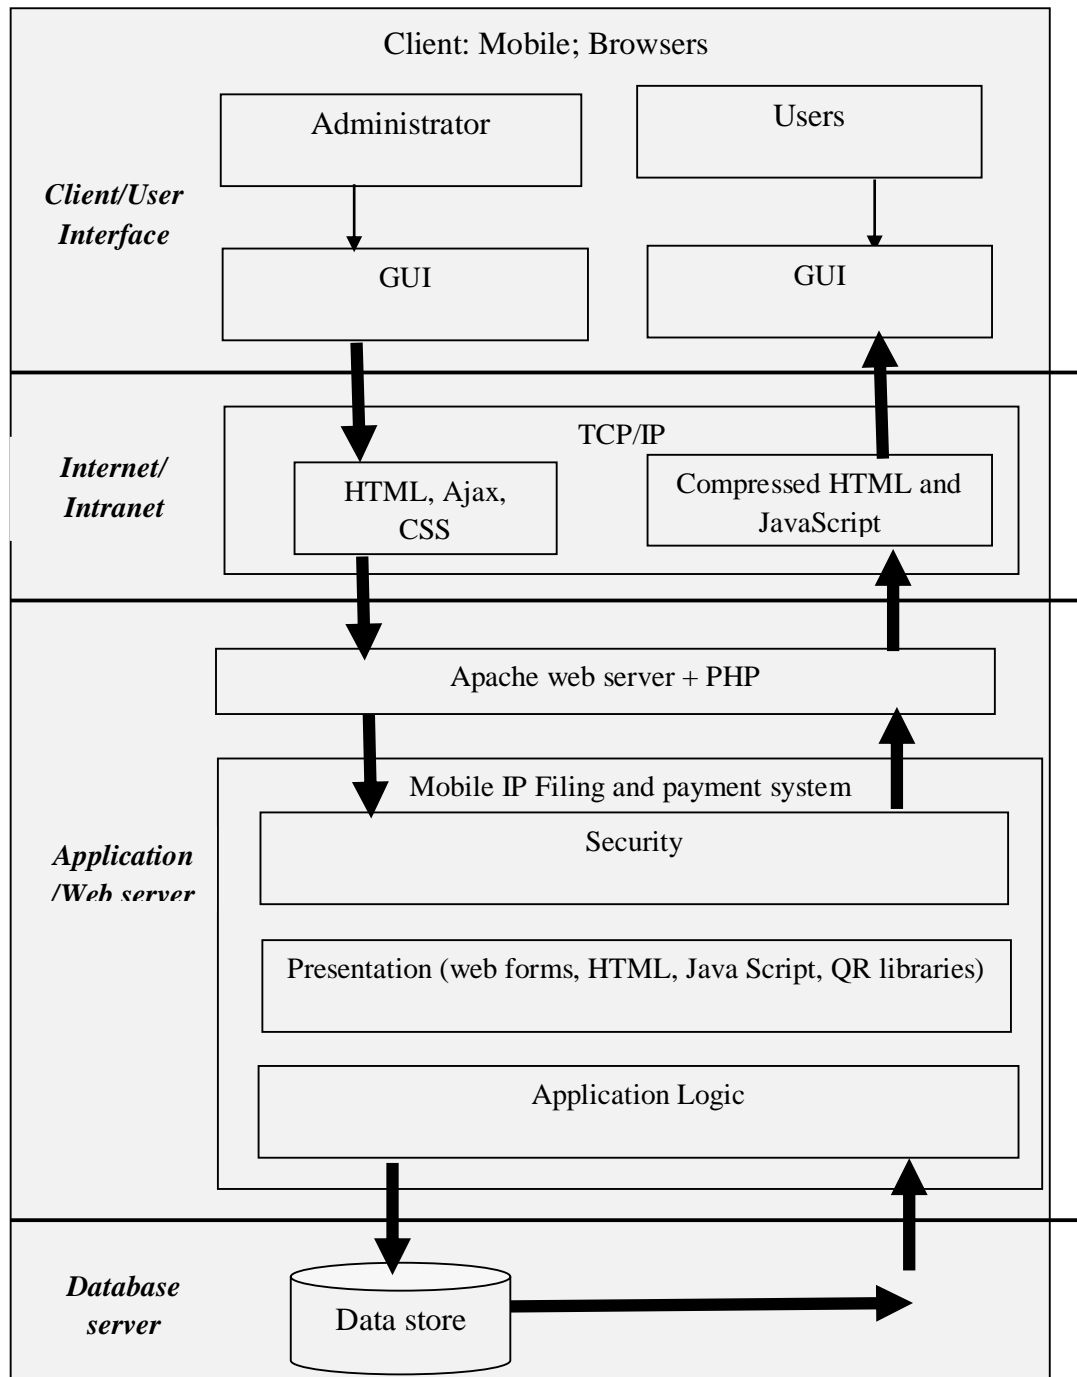 Client: Mobile; Browsers
Administrator
Users
Client/User
Interface
GUI
GUI
TCP/IP
Internet/
Intranet
HTML, Ajax,
CSS
Compressed HTML and
JavaScript
Apache web server + PHP
Mobile IP Filing and payment system
Security
Application
/Web server
Presentation (web forms, HTML, Java Script, QR libraries)
Application Logic
Database
server
Data store